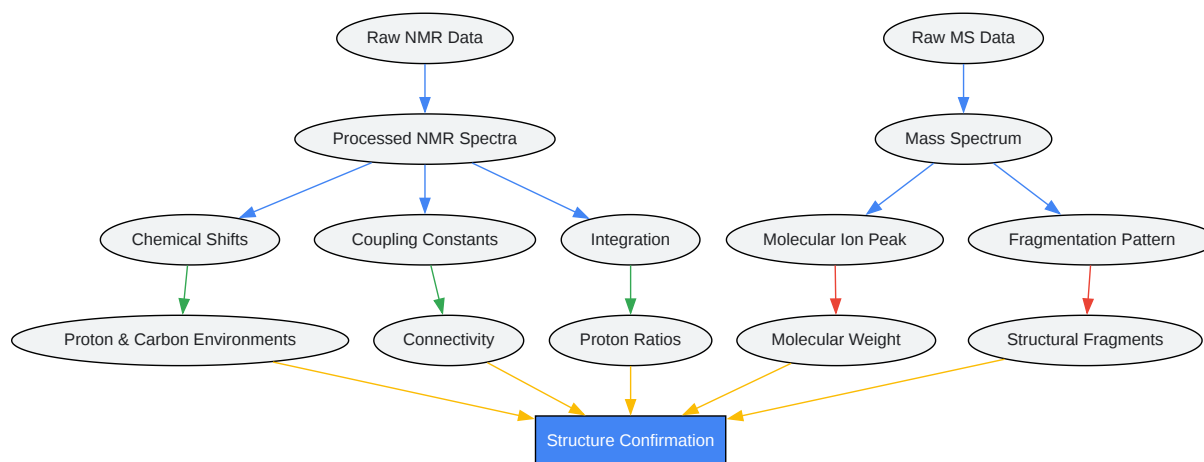 Raw NMR Data
Raw MS Data
Processed NMR Spectra
Mass Spectrum
Chemical Shifts
Coupling Constants
Integration
Molecular Ion Peak
Fragmentation Pattern
Proton & Carbon Environments
Connectivity
Proton Ratios
Molecular Weight
Structural Fragments
Structure Confirmation